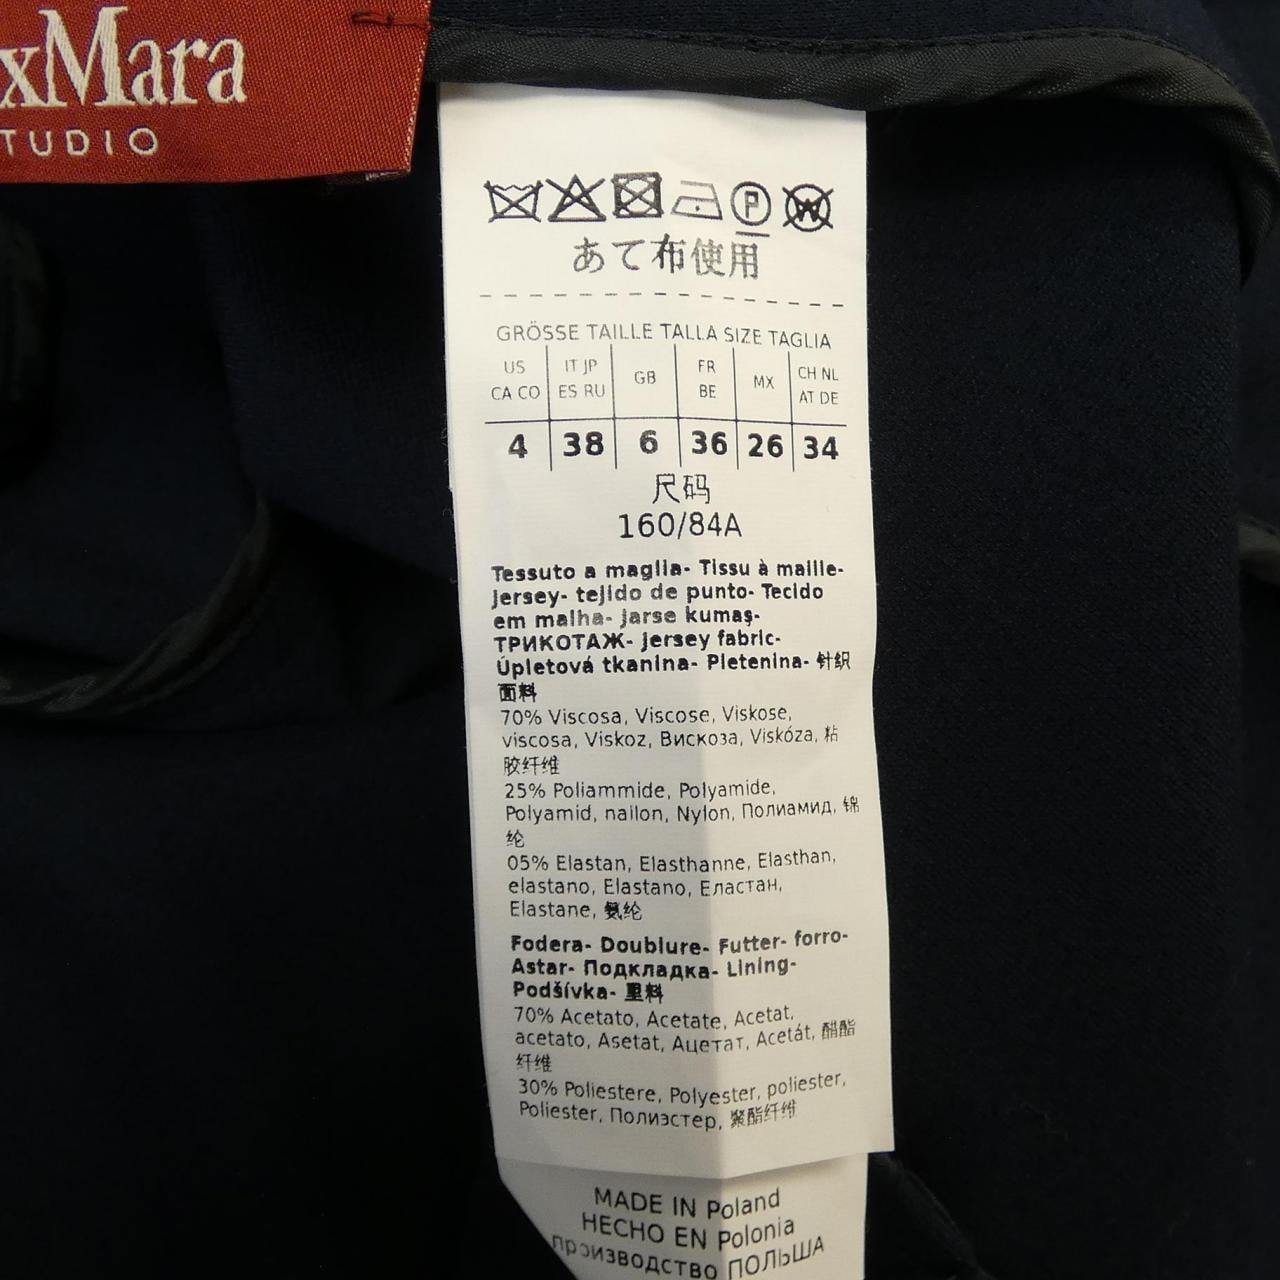 xMara
TUDIO
P
W
あて布使用
GRÖSSE TAILLE TALLA SIZE TAGLIA
US CA CO
IT JP ES RU
GB
FR BE
MX
CH NL AT DE
4 38 6 36 26 34
尺码
160/84A
Tessuto a maglia- Tissu à maille-
Jersey- tejido de punto- Tecido
em malha- Jarse kumaş-
ТРИКОТАЖ- Jersey fabric-
Úpletová tkanina- Pletenina- 针织
面料
70% Viscosa, Viscose, Viskose,
viscosa, Viskoz, Вискоза, Viskóza, 粘
胶纤维
25% Poliammide, Polyamide,
Polyamid, nailon, Nylon, Полиамид, 锦
纶
05% Elastan, Elasthanne, Elasthan,
elastano, Elastano, Еластан,
Elastane, 氨纶
Fodera- Doublure- Futter- forro-
Astar- Подкладка- Lining-
Podšívka- 里料
70% Acetato, Acetate, Acetat,
acetato, Asetat, Ацетат, Acetát, 醋酯
纤维
30% Poliestere, Polyester, poliester,
Poliester, Полиэстер, 聚酯纤维
MADE IN Poland
HECHO EN Polonia
производство ПОЛЬША